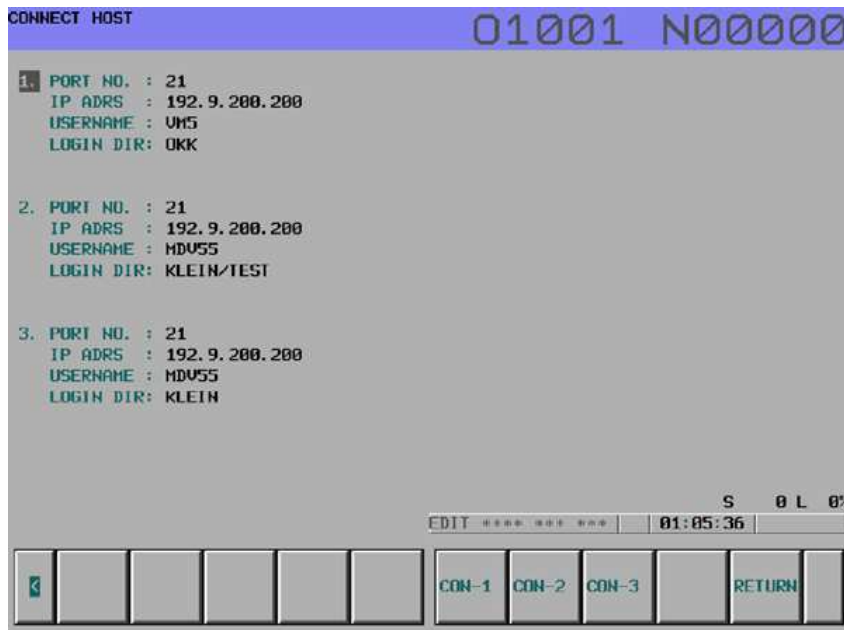 CONNECT HOST
O1001 N00000
1. PORT NO. : 21
IP ADRS : 192.9.200.200
USERNAME : VM5
LOGIN DIR: OKK
2. PORT NO. : 21
IP ADRS : 192.9.200.200
USERNAME : MDV55
LOGIN DIR: KLEIN/TEST
3. PORT NO. : 21
IP ADRS : 192.9.200.200
USERNAME : MDV55
LOGIN DIR: KLEIN
S 0 L 0%
EDIT **** *** *** 01:05:36
< CON-1 CON-2 CON-3 RETURN